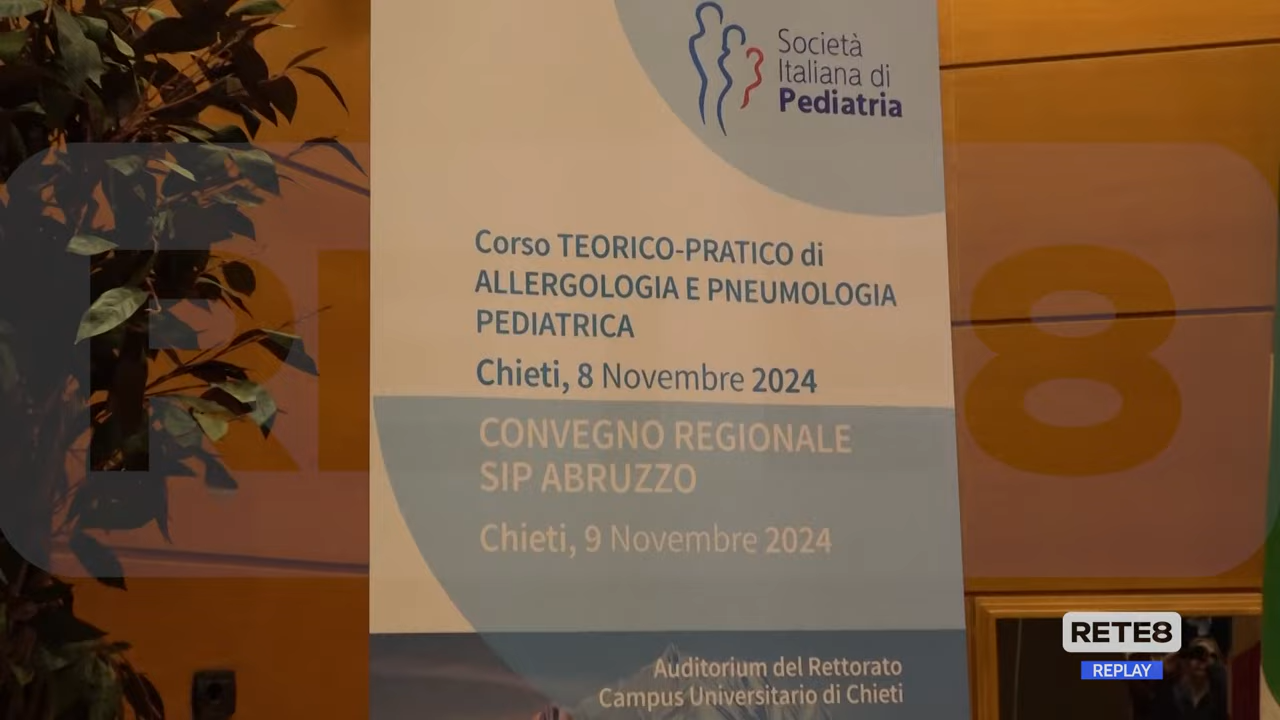 Società
Italiana di
Pediatria
Corso TEORICO-PRATICO di
ALLERGOLOGIA E PNEUMOLOGIA
PEDIATRICA
Chieti, 8 Novembre 2024
CONVEGNO REGIONALE
SIP ABRUZZO
Chieti, 9 Novembre 2024
Auditorium del Rettorato
Campus Universitario di Chieti
RETE8
REPLAY